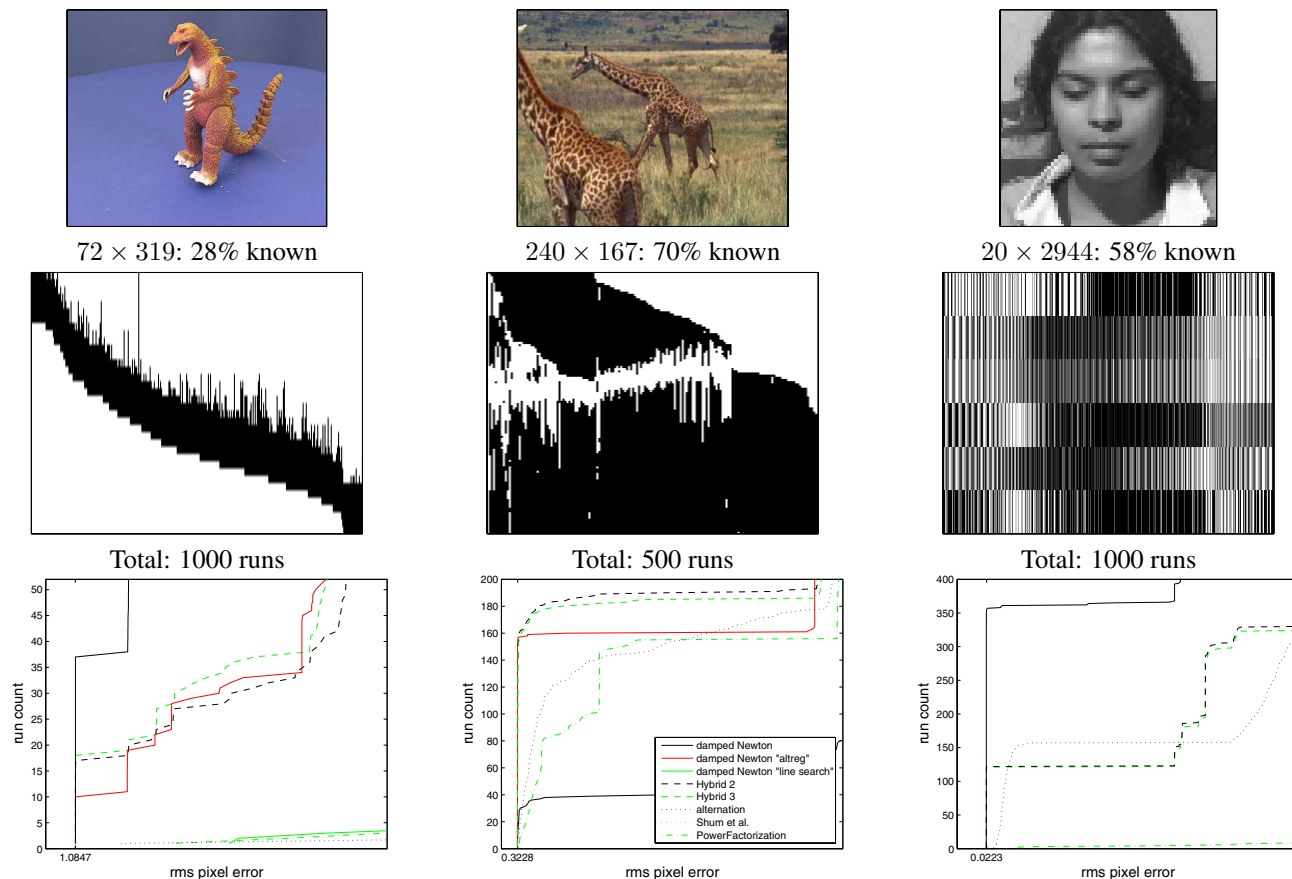 72 × 319: 28% known
240 × 167: 70% known
20 × 2944: 58% known
Total: 1000 runs
Total: 500 runs
Total: 1000 runs
50
45
40
35
30
25
20
15
10
5
0
run count
1.0847
rms pixel error
200
180
160
140
120
100
80
60
40
20
0
run count
damped Newton
damped Newton "altreg"
damped Newton "line search"
Hybrid 2
Hybrid 3
alternation
Shum et al.
PowerFactorization
0.3228
rms pixel error
400
350
300
250
200
150
100
50
0
run count
0.0223
rms pixel error